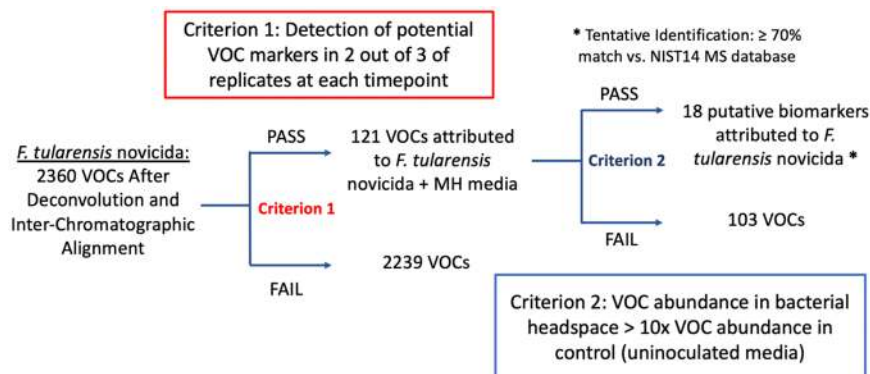 Criterion 1: Detection of potential
VOC markers in 2 out of 3 of
replicates at each timepoint
* Tentative Identification: ≥ 70%
match vs. NIST14 MS database
F. tularensis novicida:
2360 VOCs After
Deconvolution and
Inter-Chromatographic
Alignment
PASS
Criterion 1
FAIL
121 VOCs attributed
to F. tularensis
novicida + MH media
2239 VOCs
PASS
Criterion 2
FAIL
18 putative biomarkers
attributed to F.
tularensis novicida *
103 VOCs
Criterion 2: VOC abundance in bacterial
headspace > 10x VOC abundance in
control (uninoculated media)